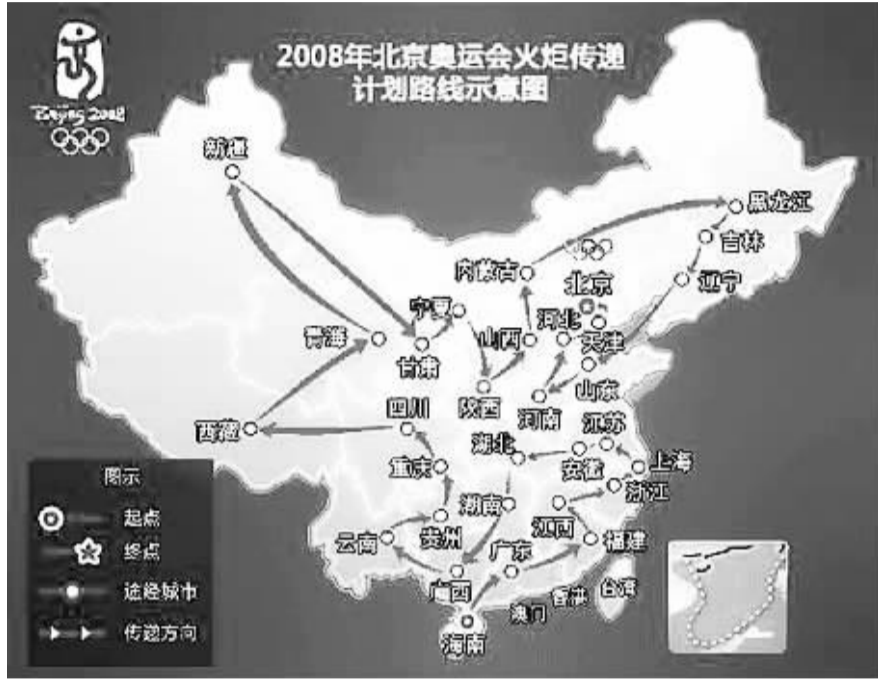 2008年北京奥运会火炬传递
计划路线示意图
Beijing 2008
新疆
黑龙江
吉林
内蒙古
辽宁
北京
宁夏
河北
山西
天津
青海
甘肃
山东
陕西
河南
四川
江苏
西藏
湖北
安徽
上海
重庆
浙江
湖南
江西
贵州
云南
福建
广东
广西
台湾
香港
澳门
海南
图示
起点
终点
途经城市
传递方向